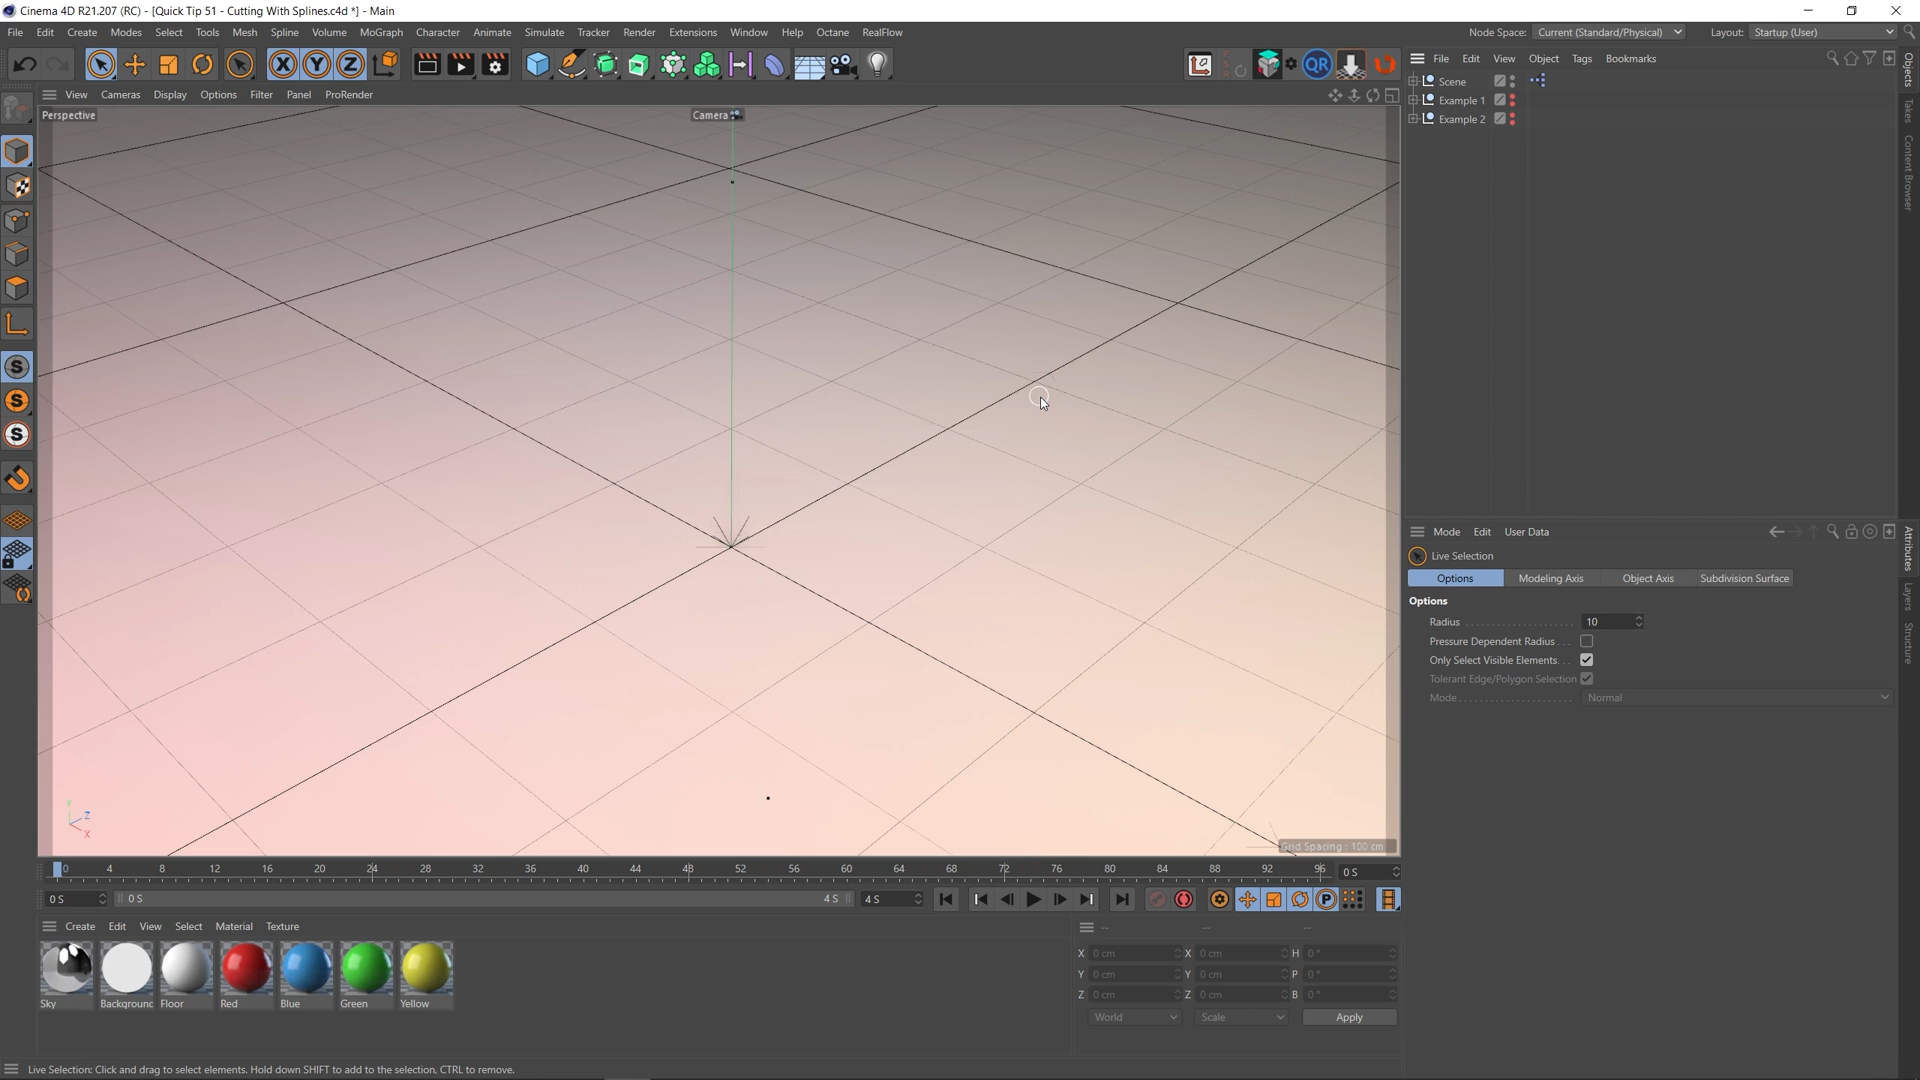 Cinema 4D R21.207 (RC) - [Quick Tip 51 - Cutting With Splines.c4d *] - Main
File Edit Create Modes Select Tools Mesh Spline Volume MoGraph Character Animate Simulate Tracker Render Extensions Window Help Octane RealFlow
Node Space: Current (Standard/Physical) Layout: Startup (User)
X Y Z
PSR
QR
File Edit View Object Tags Bookmarks
View Cameras Display Options Filter Panel ProRender
Perspective
Camera
Scene
Example 1
Example 2
Objects
Takes
Content Browser
S
S
S
Mode Edit User Data
Live Selection
Options Modeling Axis Object Axis Subdivision Surface
Options
Radius 10
Pressure Dependent Radius
Only Select Visible Elements
Tolerant Edge/Polygon Selection
Mode Normal
Attributes
Layers
Structure
Y
Z
X
Grid Spacing : 100 cm
0 4 8 12 16 20 24 28 32 36 40 44 48 52 56 60 64 68 72 76 80 84 88 92 96 0 S
0 S 0 S 4 S 4 S P
Create Edit View Select Material Texture
-- -- --
X 0 cm X 0 cm H 0 °
Y 0 cm Y 0 cm P 0 °
Z 0 cm Z 0 cm B 0 °
World Scale Apply
Sky Background Floor Red Blue Green Yellow
Live Selection: Click and drag to select elements. Hold down SHIFT to add to the selection, CTRL to remove.